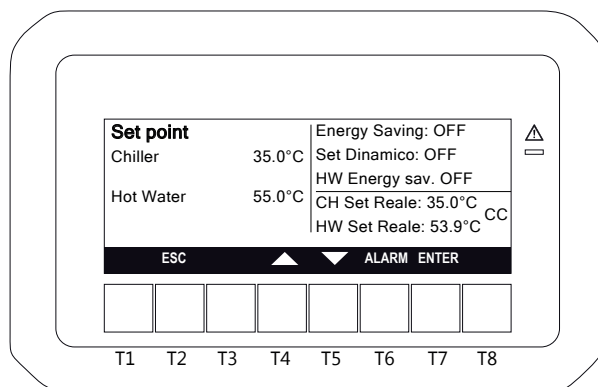 Set point
Chiller 35.0°C
Hot Water 55.0°C
Energy Saving: OFF
Set Dinamico: OFF
HW Energy sav. OFF
CH Set Reale: 35.0°C
HW Set Reale: 53.9°C
CC
ESC ALARM ENTER
T1 T2 T3 T4 T5 T6 T7 T8